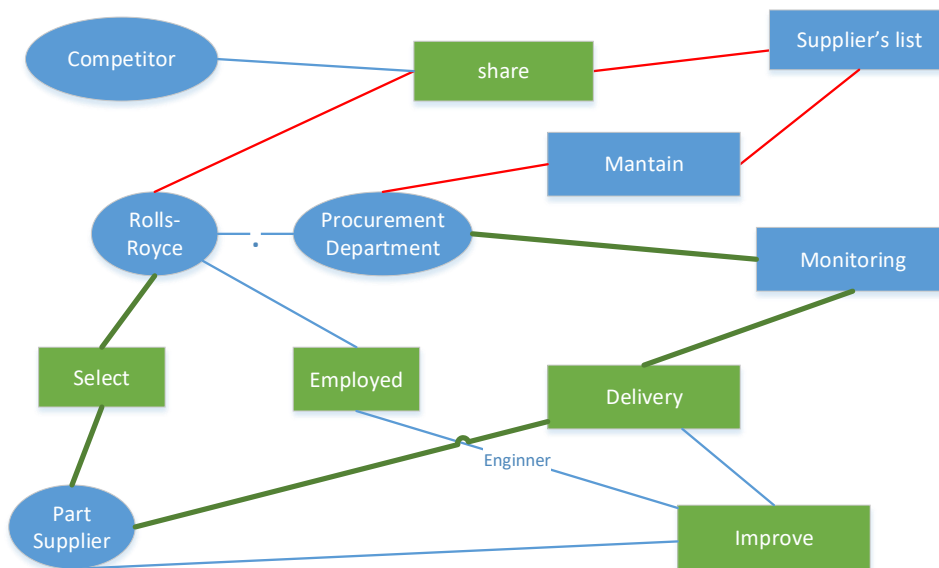 Competitor
share
Supplier's list
Mantain
Rolls-
Royce
.
Procurement
Department
Monitoring
Select
Employed
Delivery
Enginner
Part
Supplier
Improve